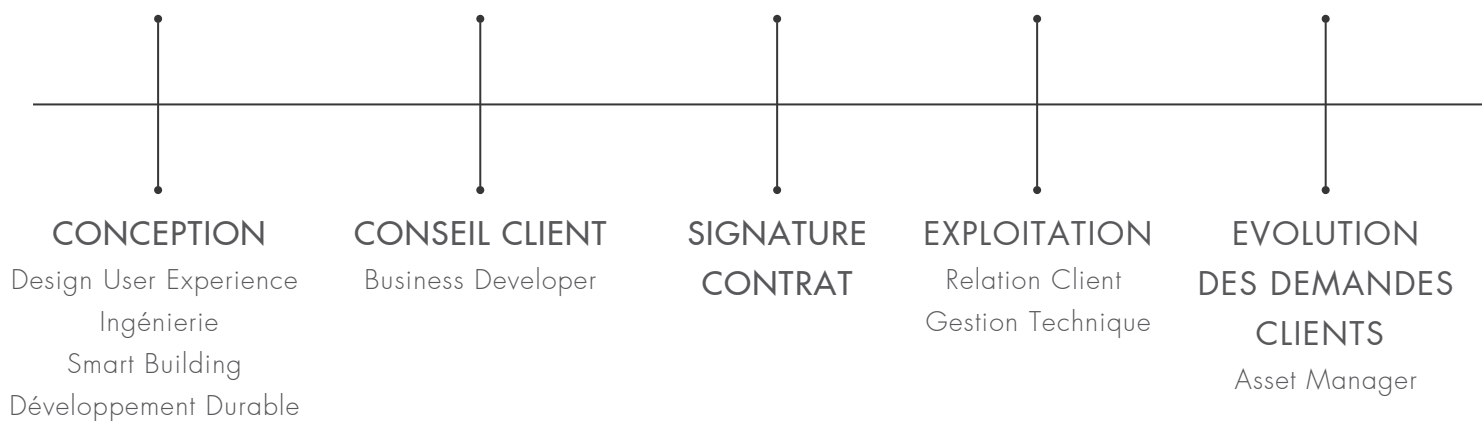 CONCEPTION
Design User Experience
Ingénierie
Smart Building
Développement Durable
CONSEIL CLIENT
Business Developer
SIGNATURE
CONTRAT
EXPLOITATION
Relation Client
Gestion Technique
EVOLUTION
DES DEMANDES
CLIENTS
Asset Manager